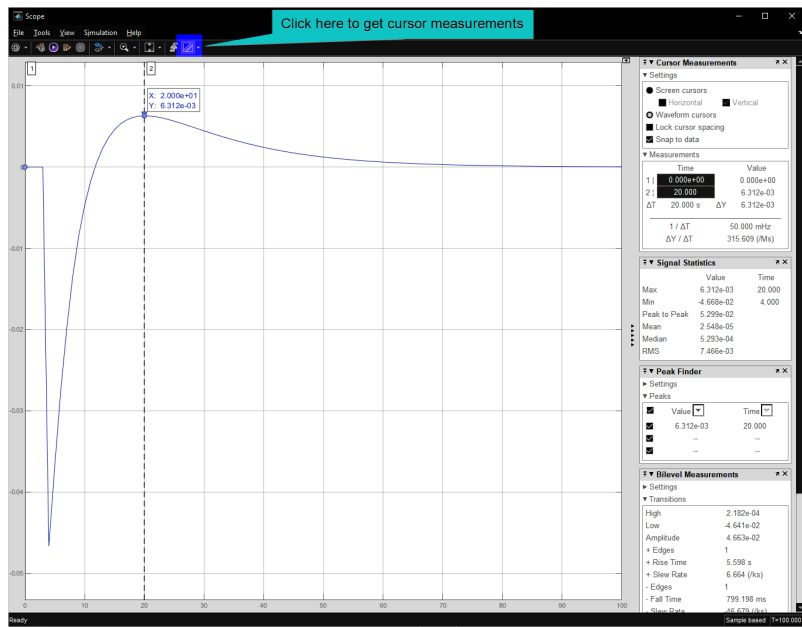 Scope
Click here to get cursor measurements
File Tools View Simulation Help
1
2
X: 2.000e+01
Y: 6.312e-03
0.01
0
-0.01
-0.02
-0.03
-0.04
-0.05
0 10 20 30 40 50 60 70 80 90 100
Cursor Measurements
Settings
Screen cursors
Horizontal Vertical
Waveform cursors
Lock cursor spacing
Snap to data
Measurements
Time Value
1 0.000e+00 0.000e+00
2 20.000 6.312e-03
ΔT 20.000 s ΔY 6.312e-03
1 / ΔT 50.000 mHz
ΔY / ΔT 315.609 (/Ms)
Signal Statistics
Value Time
Max 6.312e-03 20.000
Min -4.668e-02 4.000
Peak to Peak 5.299e-02
Mean 2.548e-05
Median 5.293e-04
RMS 7.466e-03
Peak Finder
Settings
Peaks
Value Time
6.312e-03 20.000
-- --
-- --
Bilevel Measurements
Settings
Transitions
High 2.182e-04
Low -4.641e-02
Amplitude 4.663e-02
+ Edges 1
+ Rise Time 5.598 s
+ Slew Rate 6.664 (/ks)
- Edges 1
- Fall Time 799.198 ms
- Slew Rate -46.679 (/ks)
Ready
Sample based T=100.000